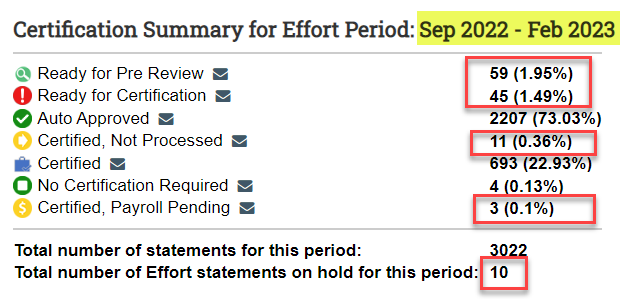 Certification Summary for Effort Period: Sep 2022 - Feb 2023
Ready for Pre Review 59 (1.95%)
Ready for Certification 45 (1.49%)
Auto Approved 2207 (73.03%)
Certified, Not Processed 11 (0.36%)
Certified 693 (22.93%)
No Certification Required 4 (0.13%)
Certified, Payroll Pending 3 (0.1%)
Total number of statements for this period: 3022
Total number of Effort statements on hold for this period: 10